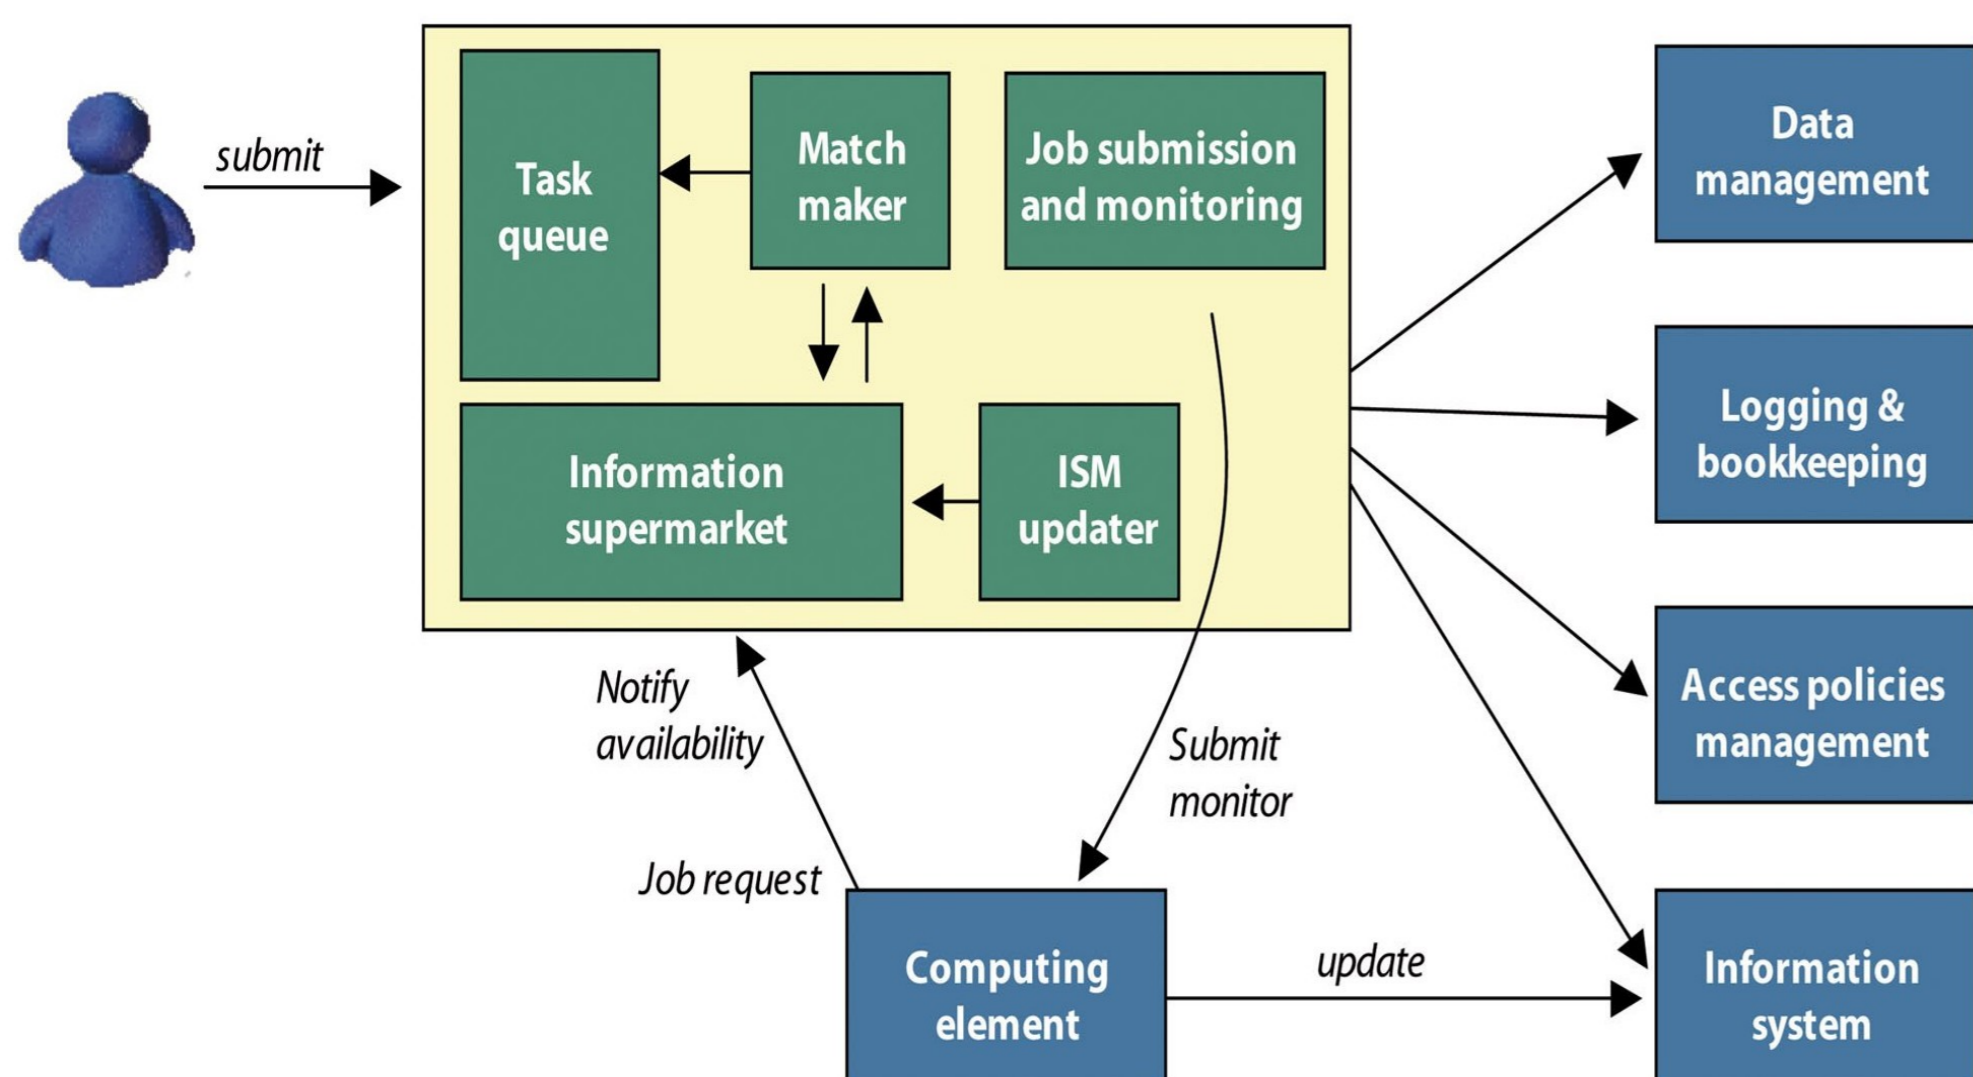 submit
Task
queue
Match
maker
Job submission
and monitoring
Information
supermarket
ISM
updater
Data
management
Logging &
bookkeeping
Access policies
management
Notify
availability
Submit
monitor
Job request
Computing
element
update
Information
system